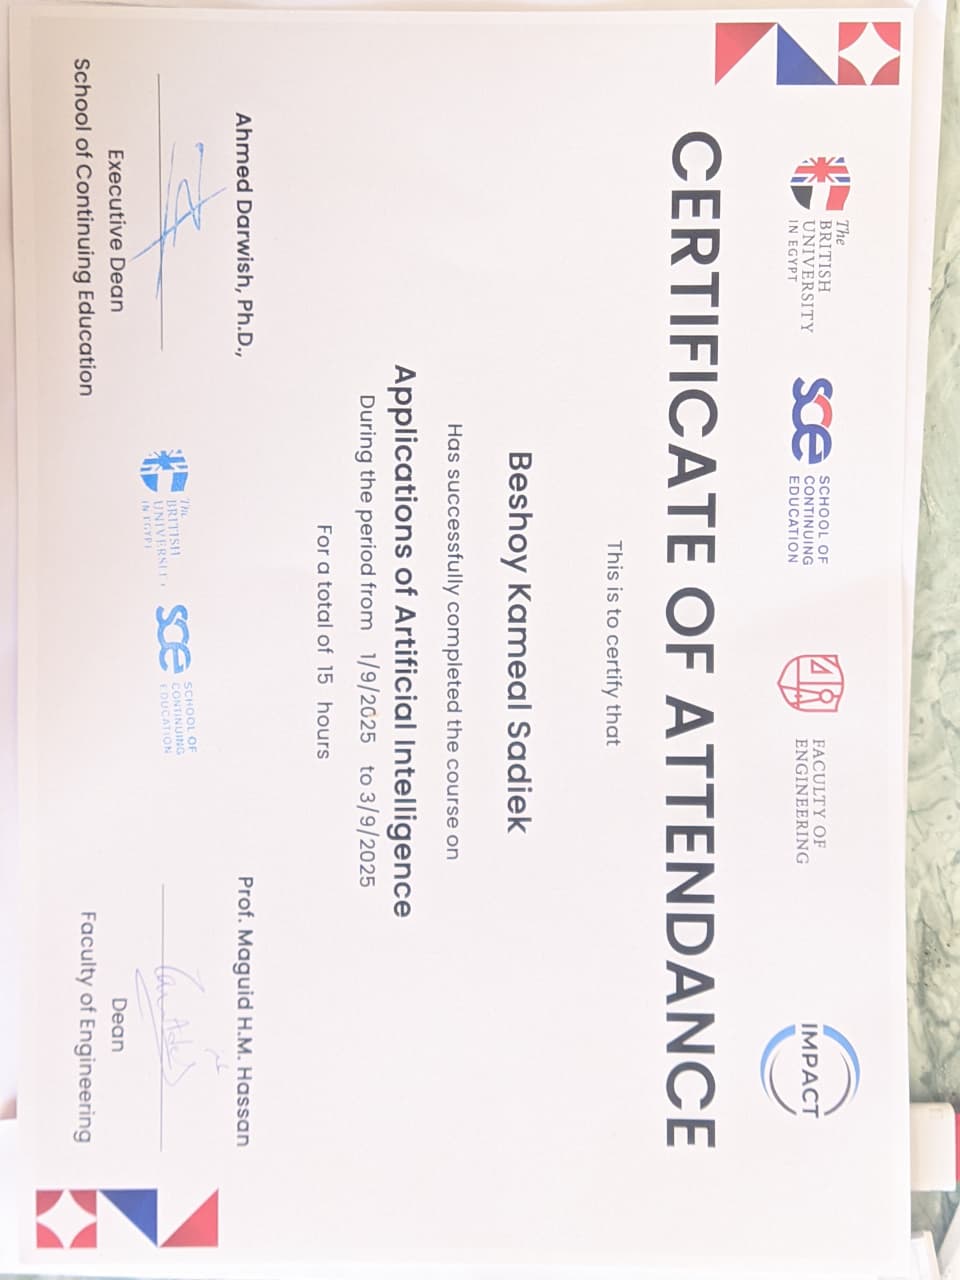 The
BRITISH
UNIVERSITY
IN EGYPT
sce
SCHOOL OF
CONTINUING
EDUCATION
FACULTY OF
ENGINEERING
IMPACT
CERTIFICATE OF ATTENDANCE
This is to certify that
Beshoy Kameal Sadiek
Has successfully completed the course on
Applications of Artificial Intelligence
During the period from 1/9/2025 to 3/9/2025
For a total of 15 hours
Ahmed Darwish, Ph.D.,
Executive Dean
School of Continuing Education
The
BRITISH
UNIVERSITY
IN EGYPT
sce
SCHOOL OF
CONTINUING
EDUCATION
Prof. Maguid H.M. Hassan
Dean
Faculty of Engineering